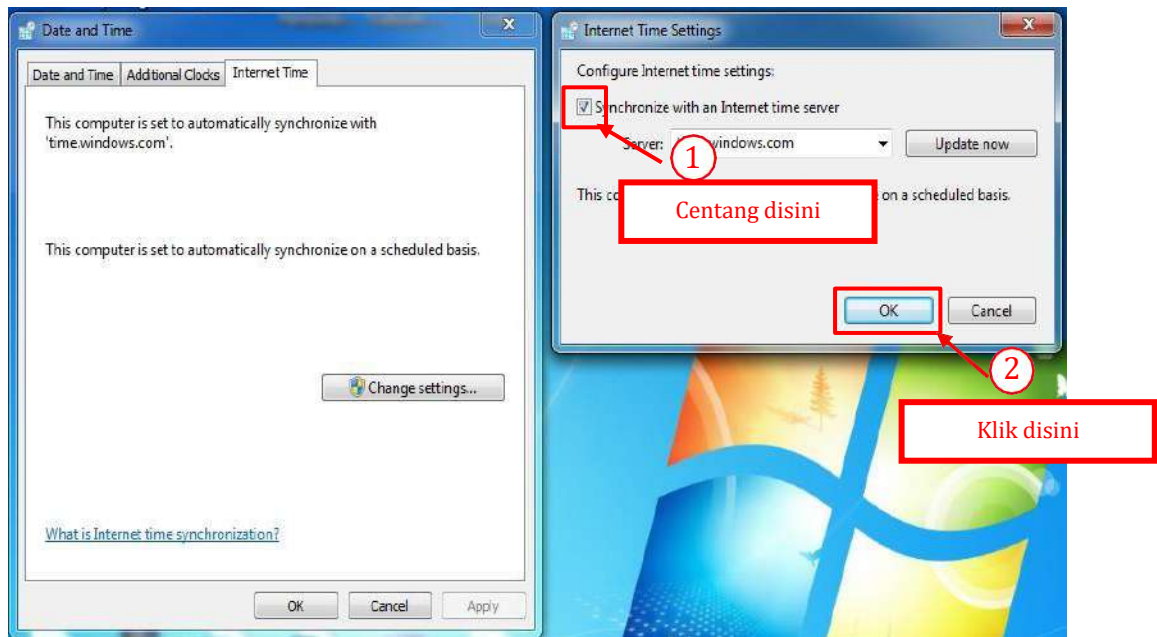 Date and Time
Date and Time Additional Clocks Internet Time
This computer is set to automatically synchronize with
'time.windows.com'.
This computer is set to automatically synchronize on a scheduled basis.
Change settings...
What is Internet time synchronization?
OK Cancel Apply
Internet Time Settings
Configure Internet time settings:
Synchronize with an Internet time server
Server: windows.com Update now
1
This on a scheduled basis.
Centang disini
OK Cancel
2
Klik disini